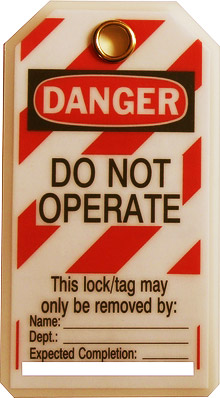 DANGER
DO NOT
OPERATE
This lock/tag may
only be removed by:
Name:
Dept.:
Expected Completion: